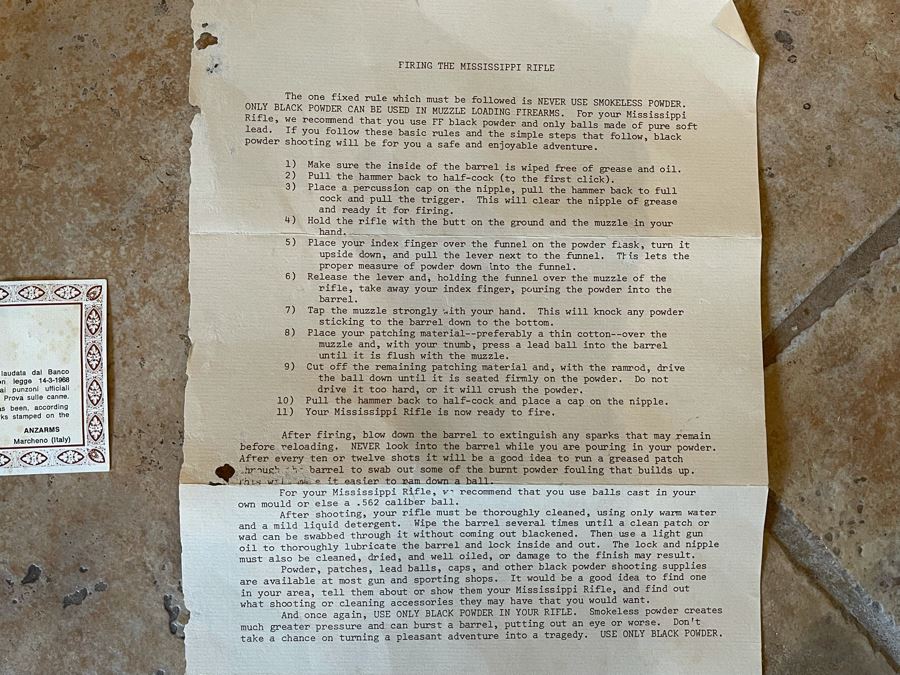 FIRING THE MISSISSIPPI RIFLE
The one fixed rule which must be followed is NEVER USE SMOKELESS POWDER.
ONLY BLACK POWDER CAN BE USED IN MUZZLE LOADING FIREARMS. For your Mississippi
Rifle, we recommend that you use FF black powder and only balls made of pure soft
lead. If you follow these basic rules and the simple steps that follow, black
powder shooting will be for you a safe and enjoyable adventure.
1) Make sure the inside of the barrel is wiped free of grease and oil.
2) Pull the hammer back to half-cock (to the first click).
3) Place a percussion cap on the nipple, pull the hammer back to full
cock and pull the trigger. This will clear the nipple of grease
and ready it for firing.
4) Hold the rifle with the butt on the ground and the muzzle in your
hand.
5) Place your index finger over the funnel on the powder flask, turn it
upside down, and pull the lever next to the funnel. This lets the
proper measure of powder down into the funnel.
6) Release the lever and, holding the funnel over the muzzle of the
rifle, take away your index finger, pouring the powder into the
barrel.
7) Tap the muzzle strongly with your hand. This will knock any powder
sticking to the barrel down to the bottom.
8) Place your patching material--preferably a thin cotton--over the
muzzle and, with your thumb, press a lead ball into the barrel
until it is flush with the muzzle.
9) Cut off the remaining patching material and, with the ramrod, drive
the ball down until it is seated firmly on the powder. Do not
drive it too hard, or it will crush the powder.
10) Pull the hammer back to half-cock and place a cap on the nipple.
11) Your Mississippi Rifle is now ready to fire.
After firing, blow down the barrel to extinguish any sparks that may remain
before reloading. NEVER look into the barrel while you are pouring in your powder.
After every ten or twelve shots it will be a good idea to run a greased patch
through the barrel to swab out some of the burnt powder fouling that builds up.
This will make it easier to ram down a ball.
For your Mississippi Rifle, we recommend that you use balls cast in your
own mould or else a .562 caliber ball.
After shooting, your rifle must be thoroughly cleaned, using only warm water
and a mild liquid detergent. Wipe the barrel several times until a clean patch or
wad can be swabbed through it without coming out blackened. Then use a light gun
oil to thoroughly lubricate the barrel and lock inside and out. The lock and nipple
must also be cleaned, dried, and well oiled, or damage to the finish may result.
Powder, patches, lead balls, caps, and other black powder shooting supplies
are available at most gun and sporting shops. It would be a good idea to find one
in your area, tell them about or show them your Mississippi Rifle, and find out
what shooting or cleaning accessories they may have that you would want.
And once again, USE ONLY BLACK POWDER IN YOUR RIFLE. Smokeless powder creates
much greater pressure and can burst a barrel, putting out an eye or worse. Don't
take a chance on turning a pleasant adventure into a tragedy. USE ONLY BLACK POWDER.
laudata dal Banco
legge 14-3-1968
ai punzoni ufficiali
Prova sulle canne.
been, according
stamped on the
ANZARMS
Marcheno (Italy)